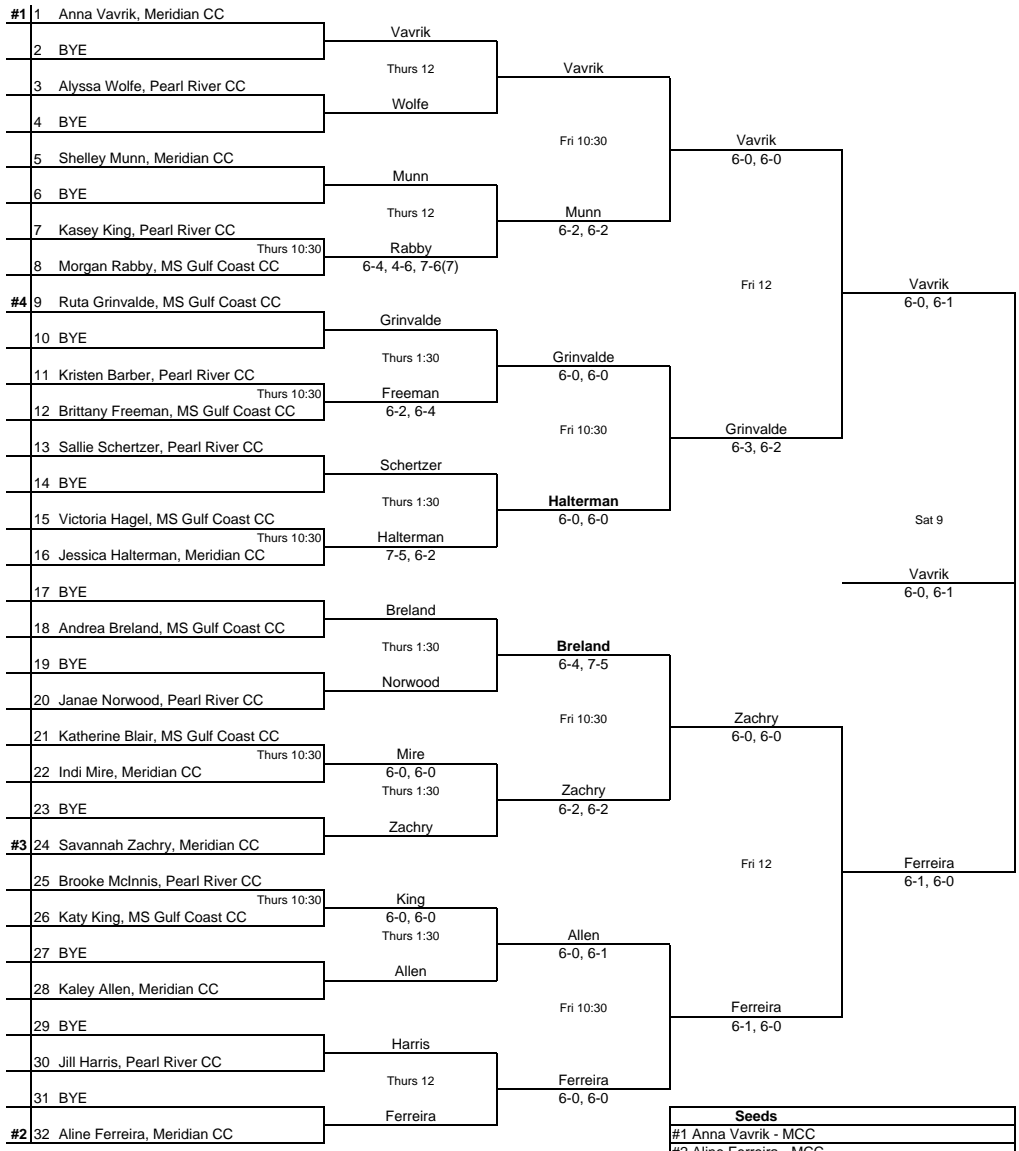 #1 1 Anna Vavrik, Meridian CC
Vavrik
2 BYE
Thurs 12
Vavrik
3 Alyssa Wolfe, Pearl River CC
Wolfe
4 BYE
Fri 10:30
Vavrik
6-0, 6-0
5 Shelley Munn, Meridian CC
Munn
6 BYE
Thurs 12
Munn
6-2, 6-2
7 Kasey King, Pearl River CC
Thurs 10:30
Rabby
6-4, 4-6, 7-6(7)
8 Morgan Rabby, MS Gulf Coast CC
Fri 12
Vavrik
6-0, 6-1
#4 9 Ruta Grinvalde, MS Gulf Coast CC
Grinvalde
10 BYE
Thurs 1:30
Grinvalde
6-0, 6-0
11 Kristen Barber, Pearl River CC
Thurs 10:30
Freeman
6-2, 6-4
12 Brittany Freeman, MS Gulf Coast CC
Fri 10:30
Grinvalde
6-3, 6-2
13 Sallie Schertzer, Pearl River CC
Schertzer
14 BYE
Thurs 1:30
Halterman
6-0, 6-0
15 Victoria Hagel, MS Gulf Coast CC
Sat 9
Thurs 10:30
Halterman
7-5, 6-2
16 Jessica Halterman, Meridian CC
Vavrik
6-0, 6-1
17 BYE
Breland
18 Andrea Breland, MS Gulf Coast CC
Thurs 1:30
Breland
6-4, 7-5
19 BYE
Norwood
20 Janae Norwood, Pearl River CC
Fri 10:30
Zachry
6-0, 6-0
21 Katherine Blair, MS Gulf Coast CC
Thurs 10:30
Mire
6-0, 6-0
22 Indi Mire, Meridian CC
Thurs 1:30
Zachry
6-2, 6-2
23 BYE
Zachry
#3 24 Savannah Zachry, Meridian CC
Fri 12
Ferreira
6-1, 6-0
25 Brooke McInnis, Pearl River CC
Thurs 10:30
King
6-0, 6-0
26 Katy King, MS Gulf Coast CC
Thurs 1:30
Allen
6-0, 6-1
27 BYE
Allen
28 Kaley Allen, Meridian CC
Fri 10:30
Ferreira
6-1, 6-0
29 BYE
Harris
30 Jill Harris, Pearl River CC
Thurs 12
Ferreira
6-0, 6-0
31 BYE
Ferreira
#2 32 Aline Ferreira, Meridian CC
Seeds
#1 Anna Vavrik - MCC
#2 Aline Ferreira - MCC